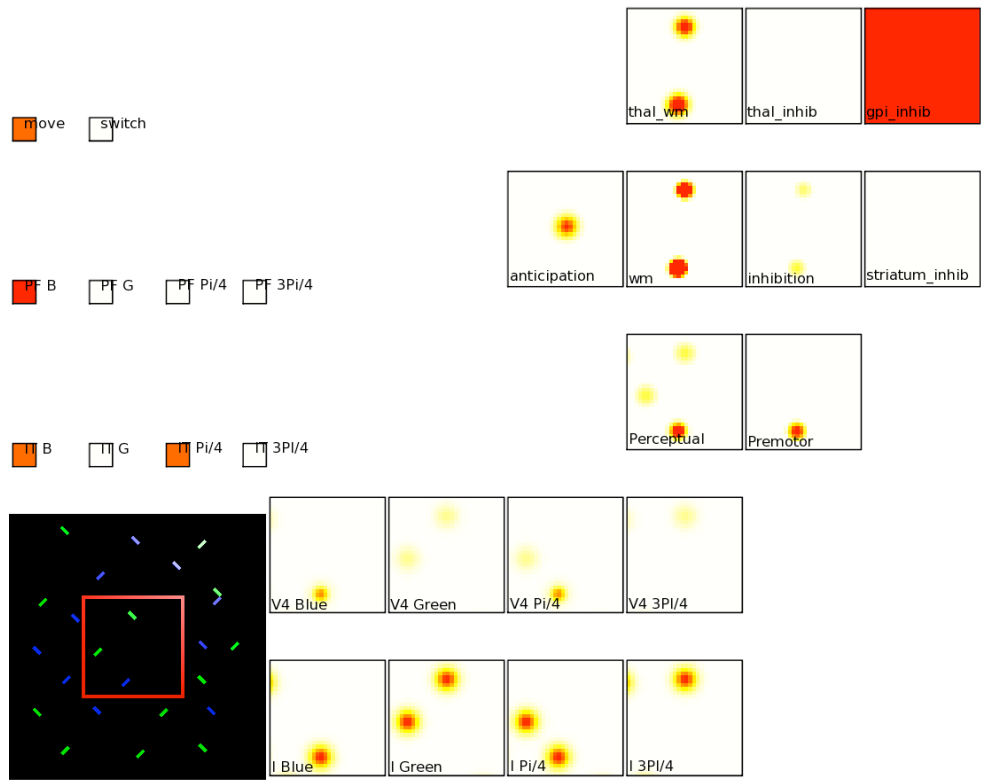 thal_wm thal_inhib gpi_inhib
move switch
anticipation wm inhibition striatum_inhib
PF B PF G PF Pi/4 PF 3Pi/4
Perceptual Premotor
IT B IT G IT Pi/4 IT 3PI/4
V4 Blue V4 Green V4 Pi/4 V4 3PI/4
I Blue I Green I Pi/4 I 3PI/4